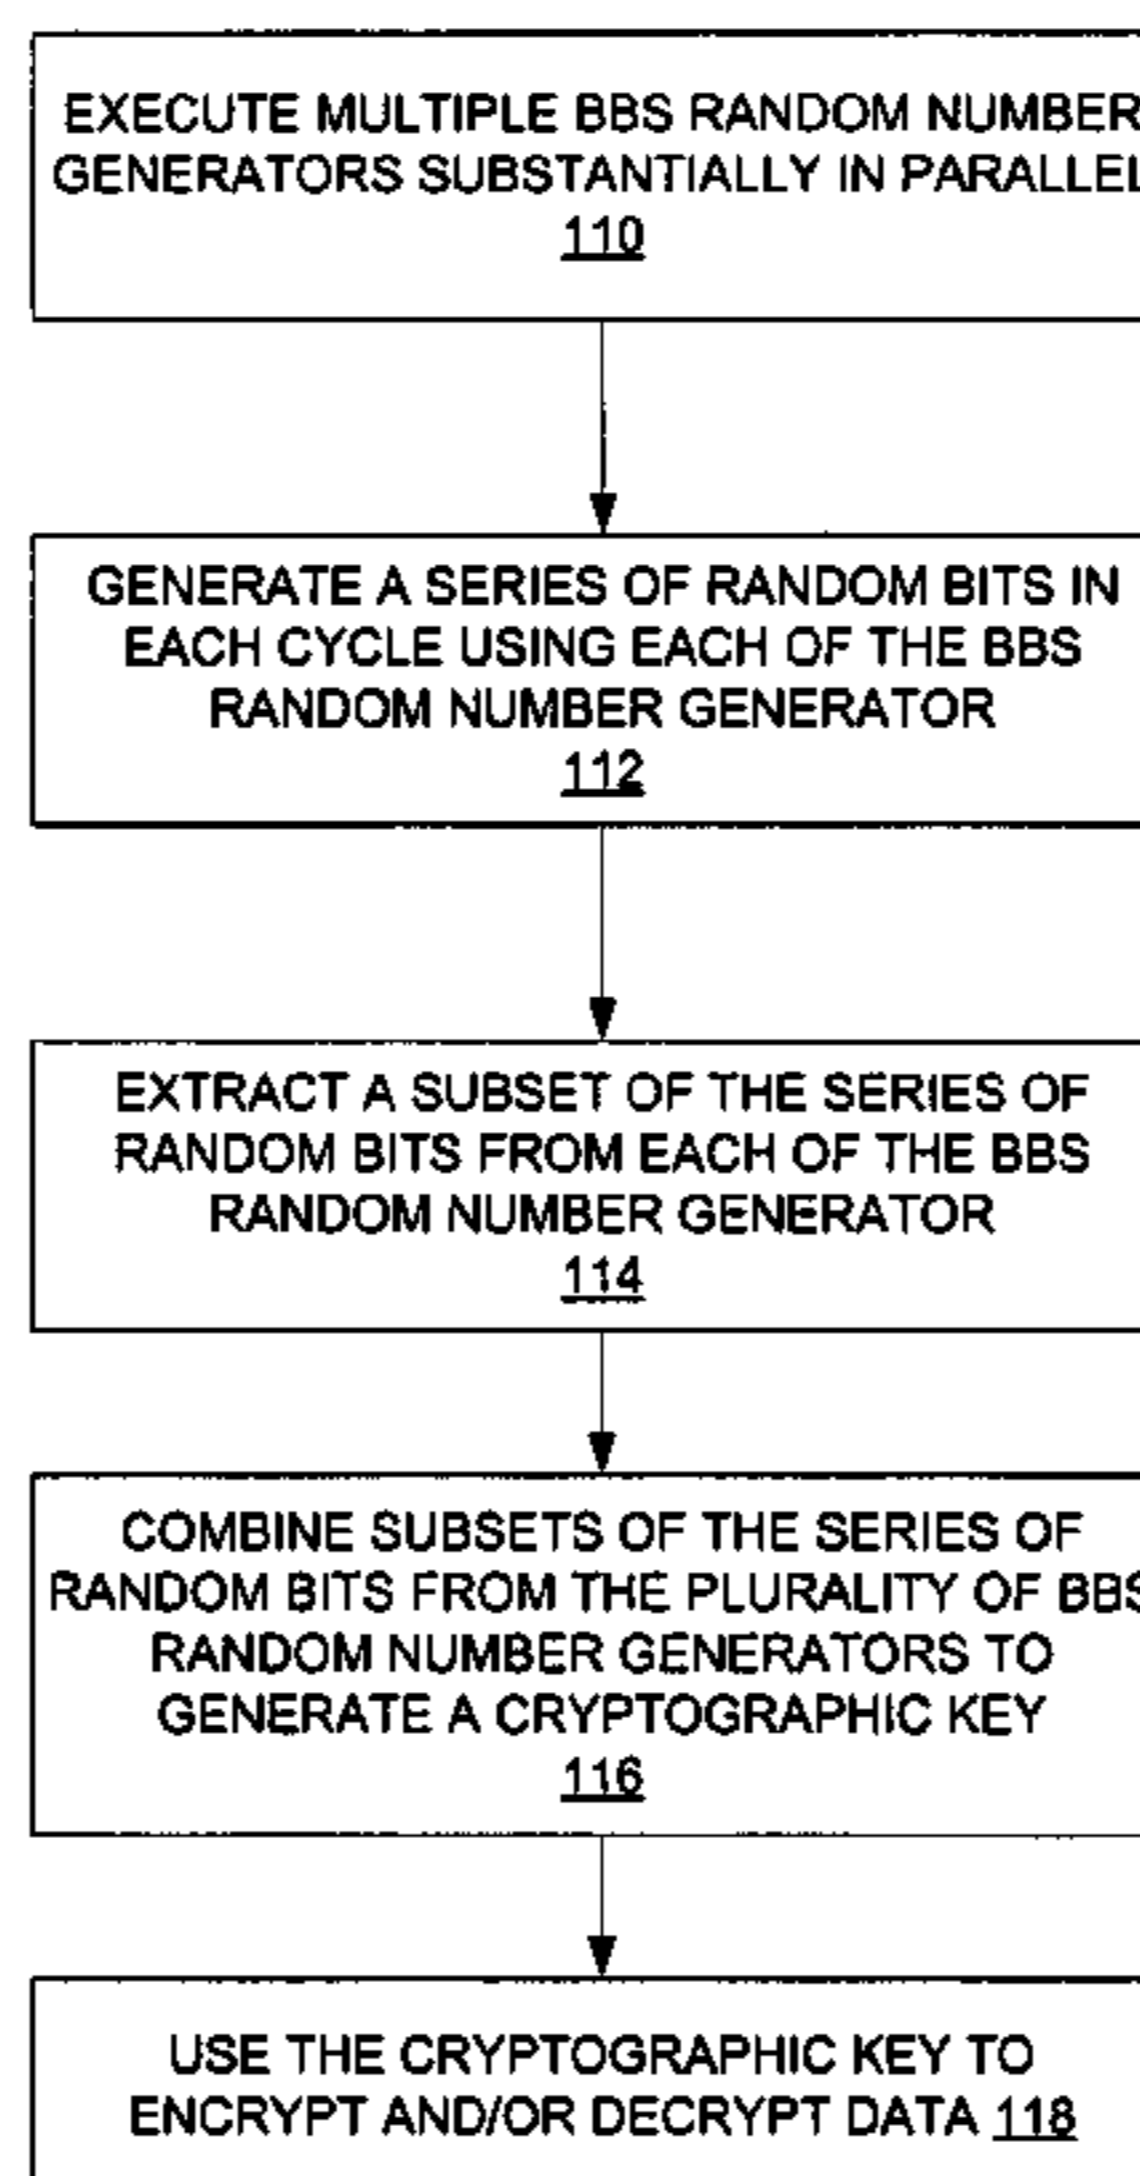 EXECUTE MULTIPLE BBS RANDOM NUMBER
GENERATORS SUBSTANTIALLY IN PARALLEL
110
GENERATE A SERIES OF RANDOM BITS IN
EACH CYCLE USING EACH OF THE BBS
RANDOM NUMBER GENERATOR
112
EXTRACT A SUBSET OF THE SERIES OF
RANDOM BITS FROM EACH OF THE BBS
RANDOM NUMBER GENERATOR
114
COMBINE SUBSETS OF THE SERIES OF
RANDOM BITS FROM THE PLURALITY OF BBS
RANDOM NUMBER GENERATORS TO
GENERATE A CRYPTOGRAPHIC KEY
116
USE THE CRYPTOGRAPHIC KEY TO
ENCRYPT AND/OR DECRYPT DATA 118